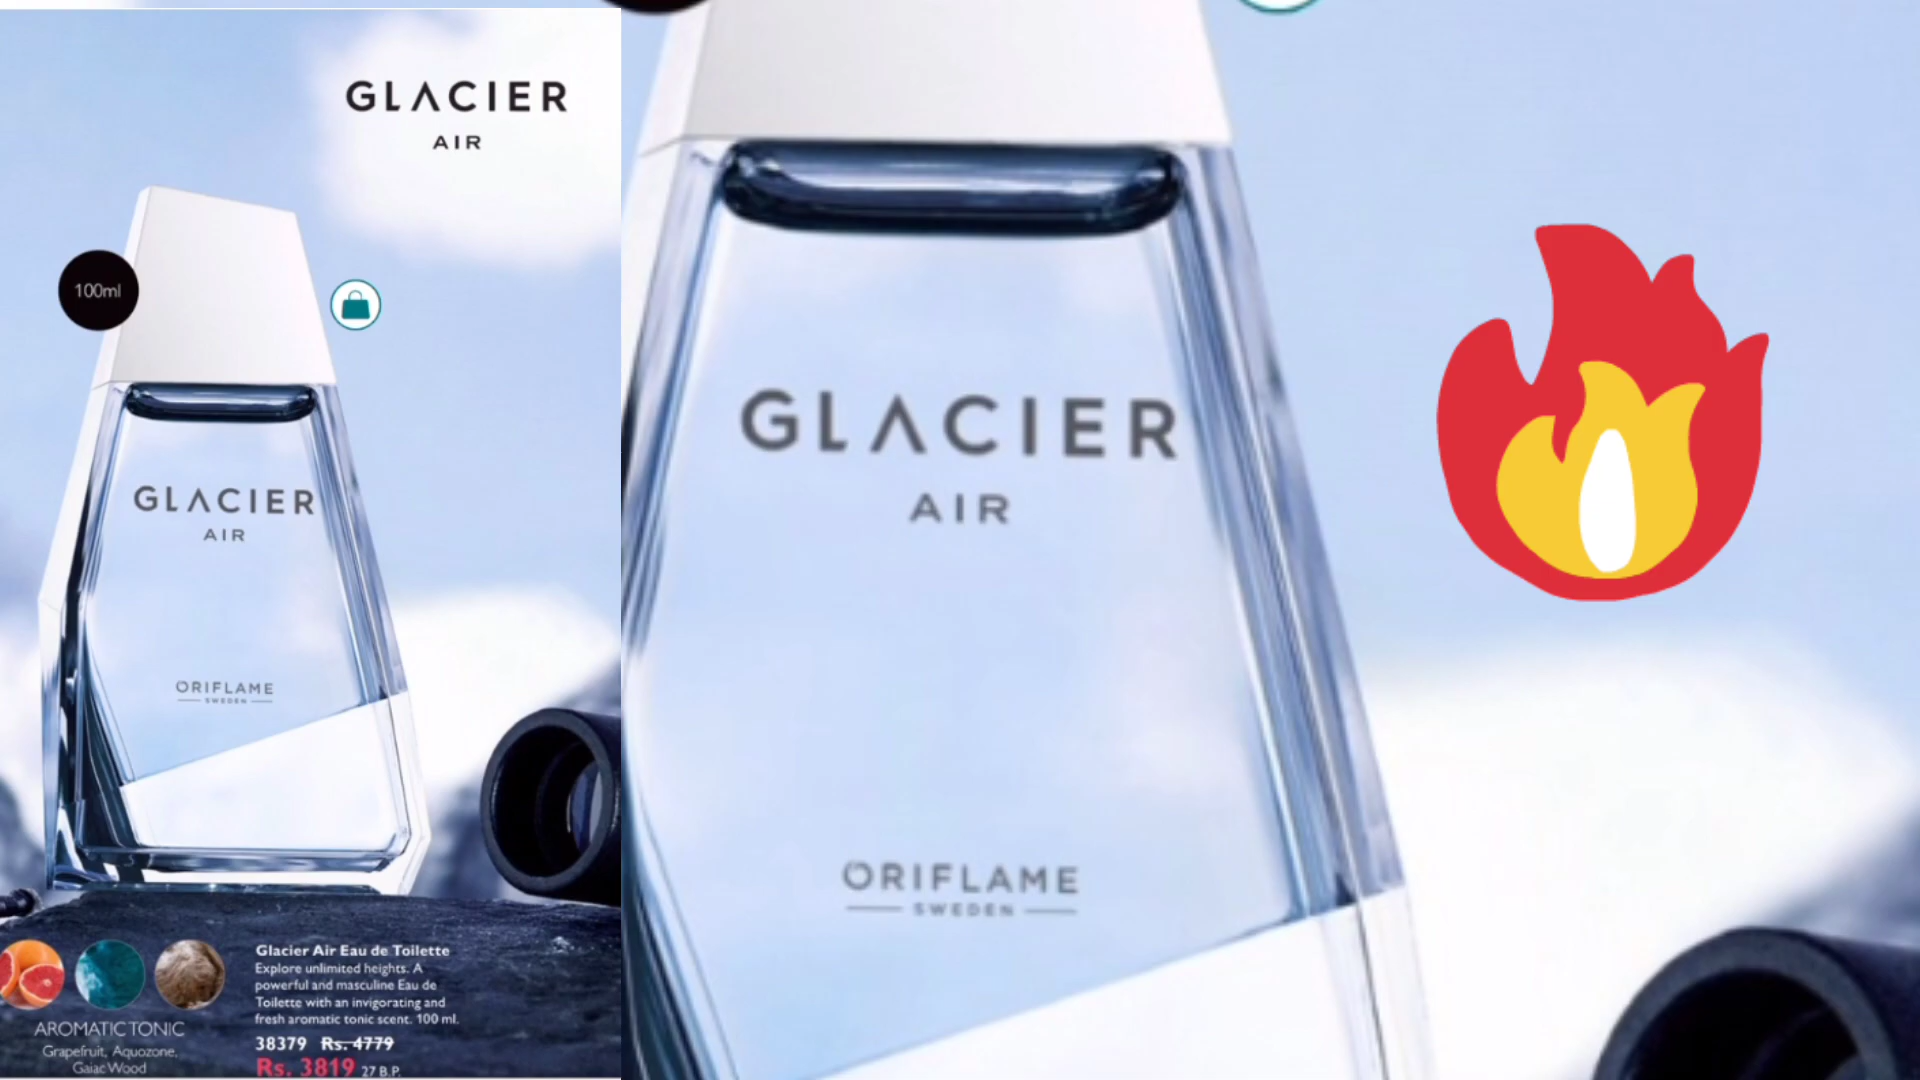 GLACIER
AIR
100ml
GLACIER
AIR
ORIFLAME
SWEDEN
AROMATIC TONIC
Grapefruit, Aquozone,
Gaiac Wood
Glacier Air Eau de Toilette
Explore unlimited heights. A
powerful and masculine Eau de
Toilette with an invigorating and
fresh aromatic tonic scent. 100 ml.
38379 Rs. 4779
Rs. 3819 27 B.P.
GLACIER
AIR
ORIFLAME
SWEDEN